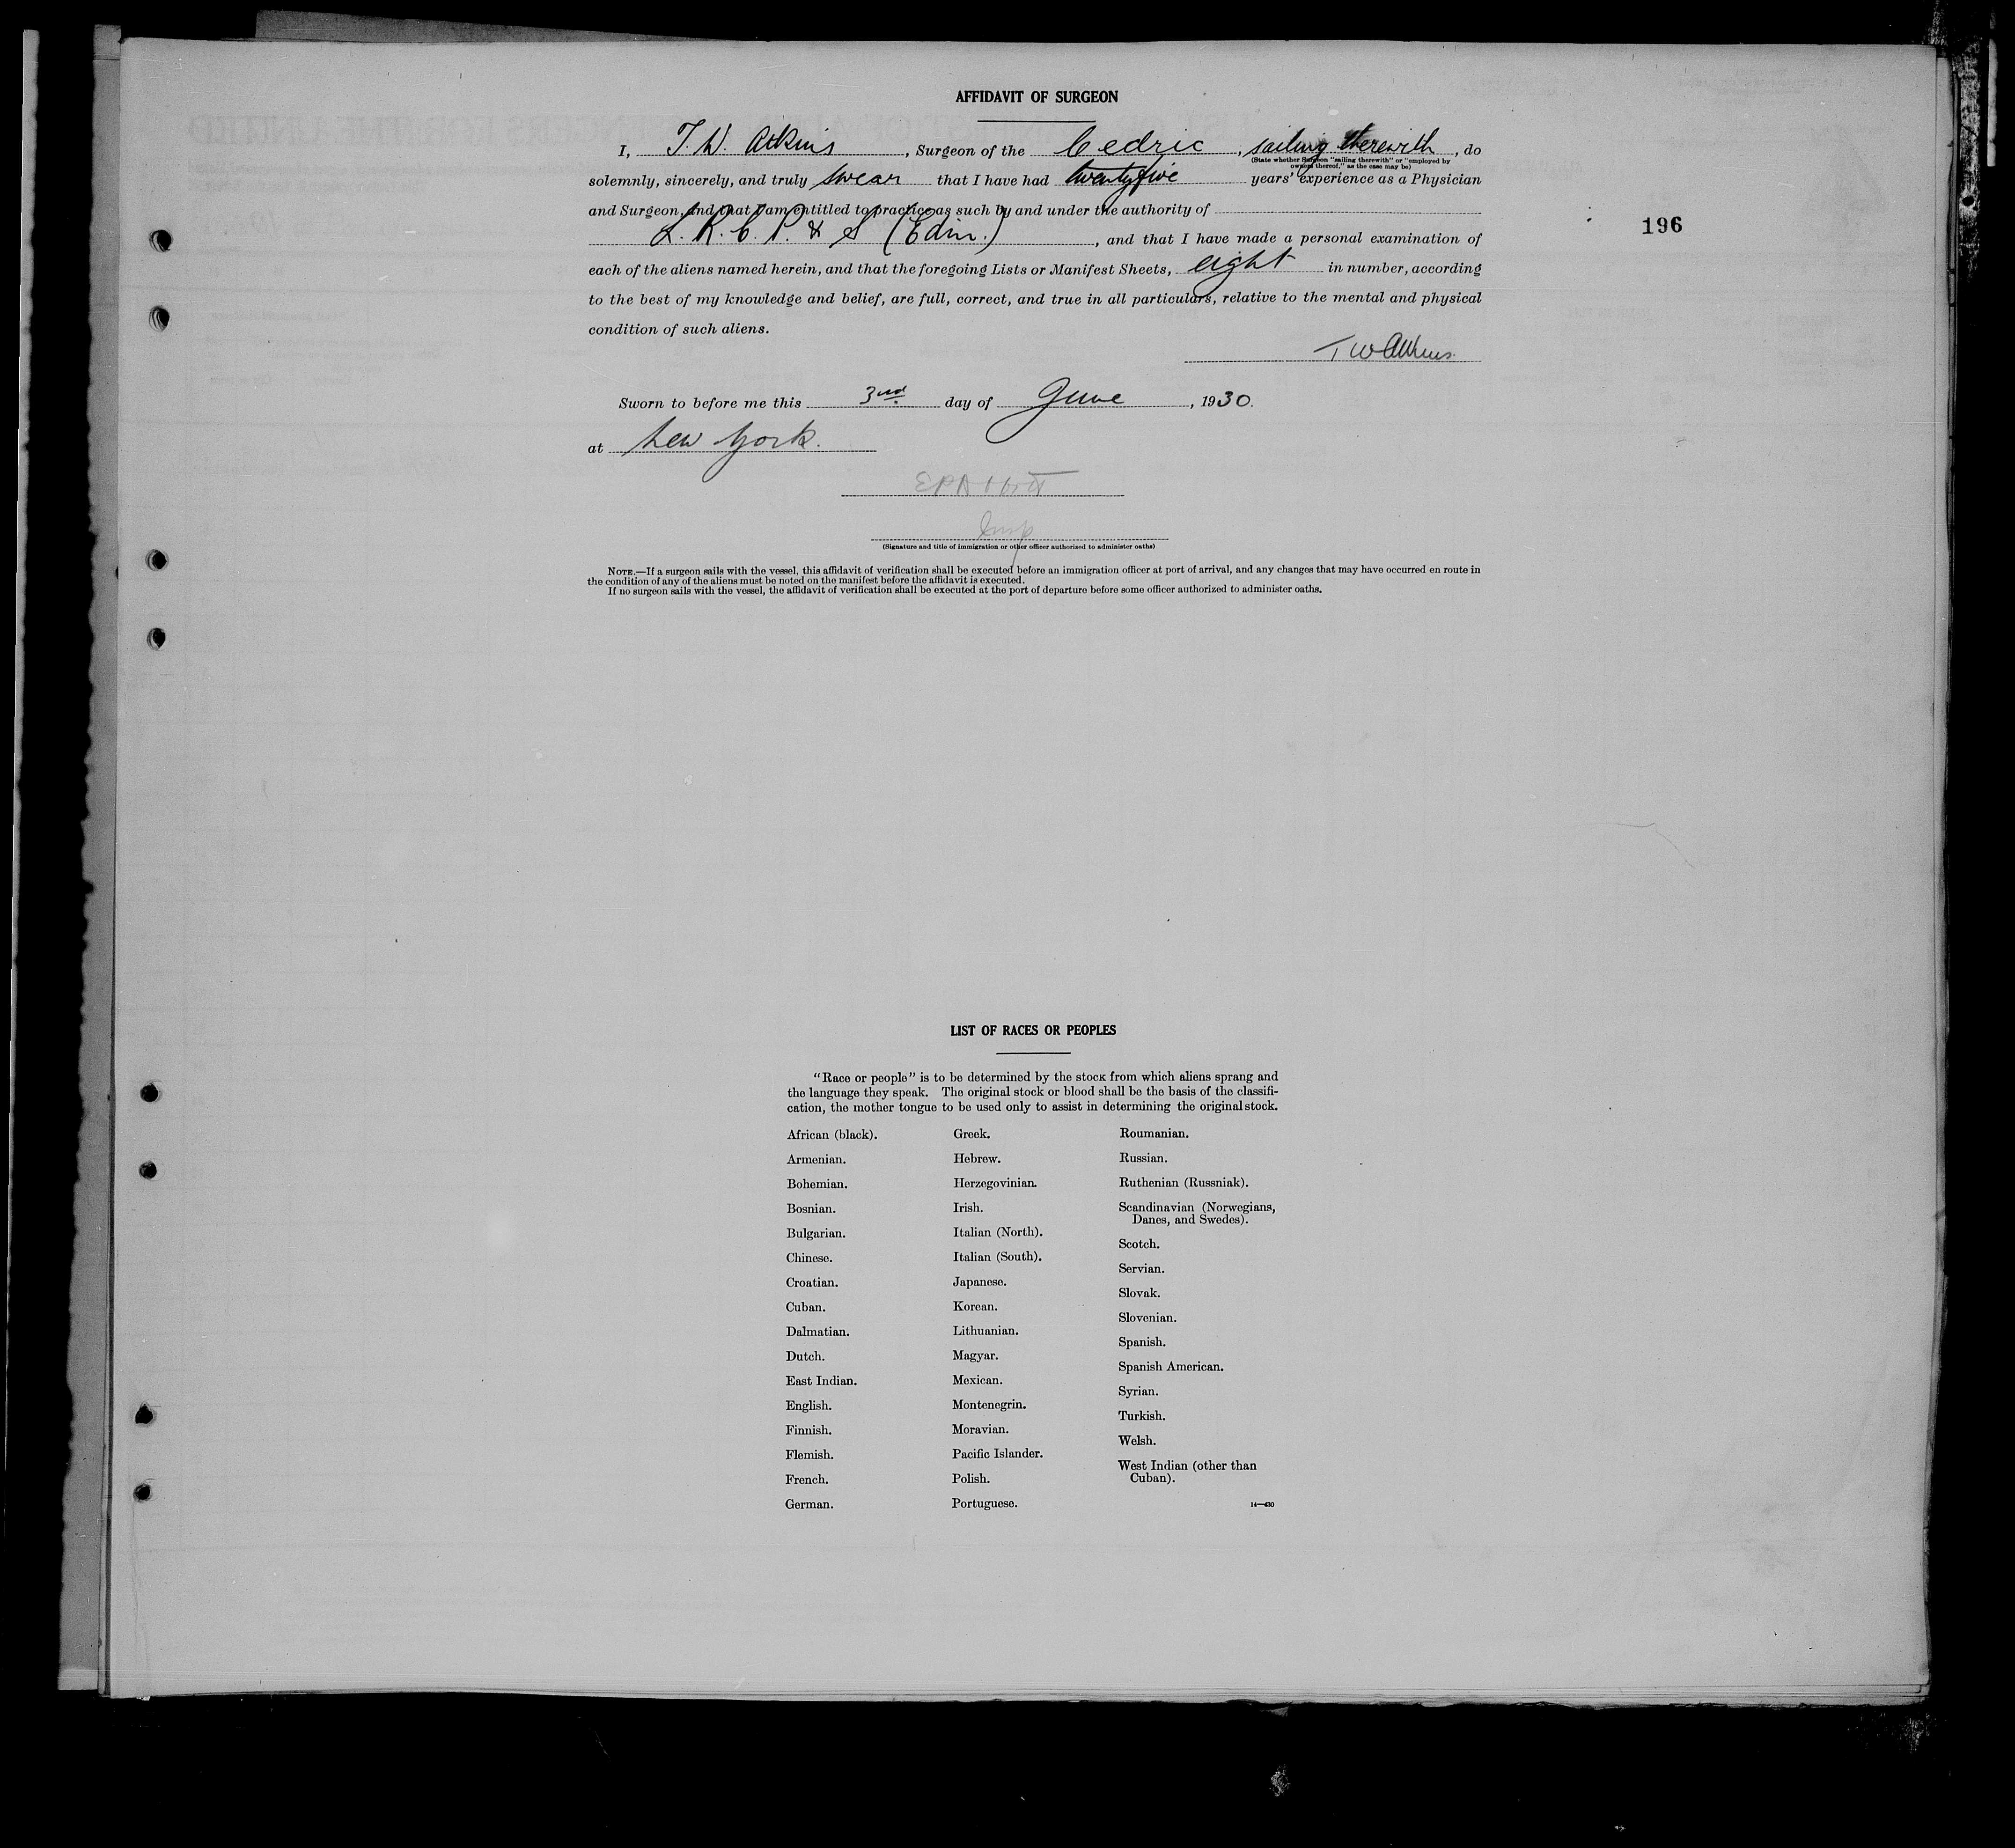 AFFIDAVIT OF SURGEON
I, T. W. Atkins, Surgeon of the Cedric, sailing therewith, do
(State whether Surgeon "sailing therewith" or "employed by
owners thereof," as the case may be)
solemnly, sincerely, and truly swear that I have had twenty five years' experience as a Physician
and Surgeon, and that I am entitled to practice as such by and under the authority of
L. R. C. P. & S (Edin.), and that I have made a personal examination of
196
each of the aliens named herein, and that the foregoing Lists or Manifest Sheets, eight in number, according
to the best of my knowledge and belief, are full, correct, and true in all particulars, relative to the mental and physical
condition of such aliens.
T W Atkins.
Sworn to before me this 3rd day of June, 1930.
at New York.
Insp
(Signature and title of immigration or other officer authorized to administer oaths)
NOTE.—If a surgeon sails with the vessel, this affidavit of verification shall be executed before an immigration officer at port of arrival, and any changes that may have occurred en route in
the condition of any of the aliens must be noted on the manifest before the affidavit is executed.
If no surgeon sails with the vessel, the affidavit of verification shall be executed at the port of departure before some officer authorized to administer oaths.
LIST OF RACES OR PEOPLES
"Race or people" is to be determined by the stock from which aliens sprang and
the language they speak. The original stock or blood shall be the basis of the classifi-
cation, the mother tongue to be used only to assist in determining the original stock.
African (black).
Armenian.
Bohemian.
Bosnian.
Bulgarian.
Chinese.
Croatian.
Cuban.
Dalmatian.
Dutch.
East Indian.
English.
Finnish.
Flemish.
French.
German.
Greek.
Hebrew.
Herzegovinian.
Irish.
Italian (North).
Italian (South).
Japanese.
Korean.
Lithuanian.
Magyar.
Mexican.
Montenegrin.
Moravian.
Pacific Islander.
Polish.
Portuguese.
Roumanian.
Russian.
Ruthenian (Russniak).
Scandinavian (Norwegians,
Danes, and Swedes).
Scotch.
Servian.
Slovak.
Slovenian.
Spanish.
Spanish American.
Syrian.
Turkish.
Welsh.
West Indian (other than
Cuban).
14—430